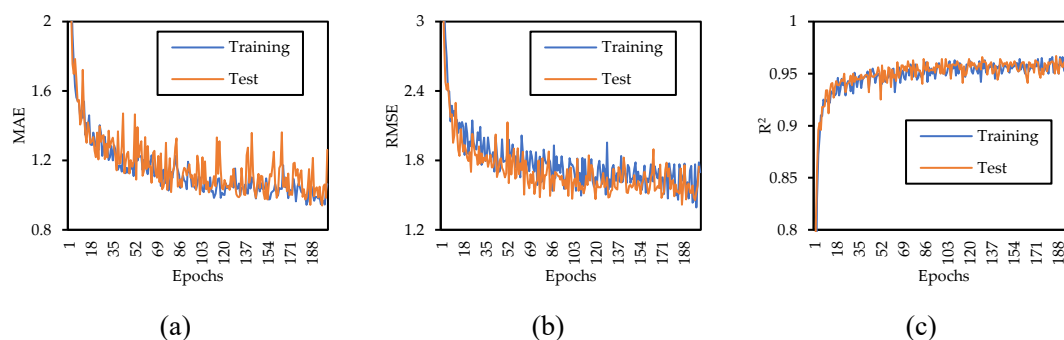 2
1.6
1.2
0.8
MAE
Training
Test
1 18 35 52 69 86 103 120 137 154 171 188
Epochs
(a)
3
2.4
1.8
1.2
RMSE
Training
Test
1 18 35 52 69 86 103 120 137 154 171 188
Epochs
(b)
1
0.95
0.9
0.85
0.8
R²
Training
Test
1 18 35 52 69 86 103 120 137 154 171 188
Epochs
(c)